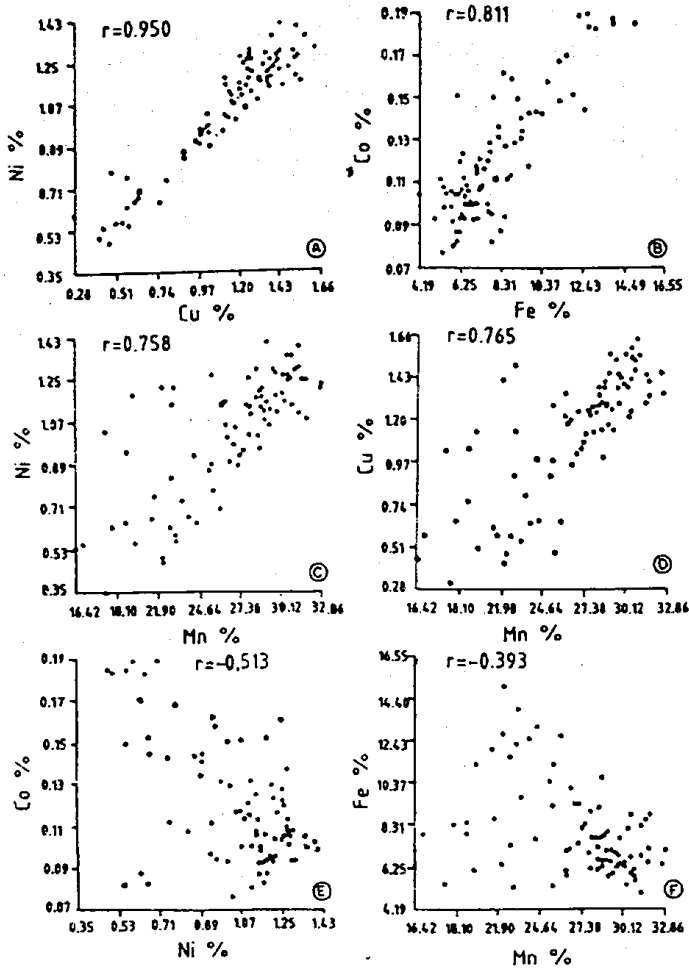 r=0.950
1.43
1.25
1.07
0.89
0.71
0.53
0.35
Ni %
0.28 0.51 0.74 0.97 1.20 1.43 1.66
Cu %
A
r=0.811
0.19
0.17
0.15
0.13
0.11
0.09
0.07
Co %
4.19 6.25 8.31 10.37 12.43 14.49 16.55
Fe %
B
r=0.758
1.43
1.25
1.07
0.89
0.71
0.53
0.35
Ni %
16.42 18.10 21.90 24.64 27.38 30.12 32.86
Mn %
C
r=0.765
1.66
1.43
1.26
0.97
0.74
0.51
0.28
Cu %
16.42 18.10 21.90 24.64 27.38 30.12 32.86
Mn %
D
r=-0,513
0.19
0.17
0.15
0.13
0.11
0.09
0.07
Co %
0.35 0.53 0.71 0.89 1.07 1.25 1.43
Ni %
E
r=-0.393
16.55
14.40
12.43
10.37
8.31
6.25
4.19
Fe %
16.42 18.10 21.90 24.64 27.38 30.12 32.86
Mn %
F